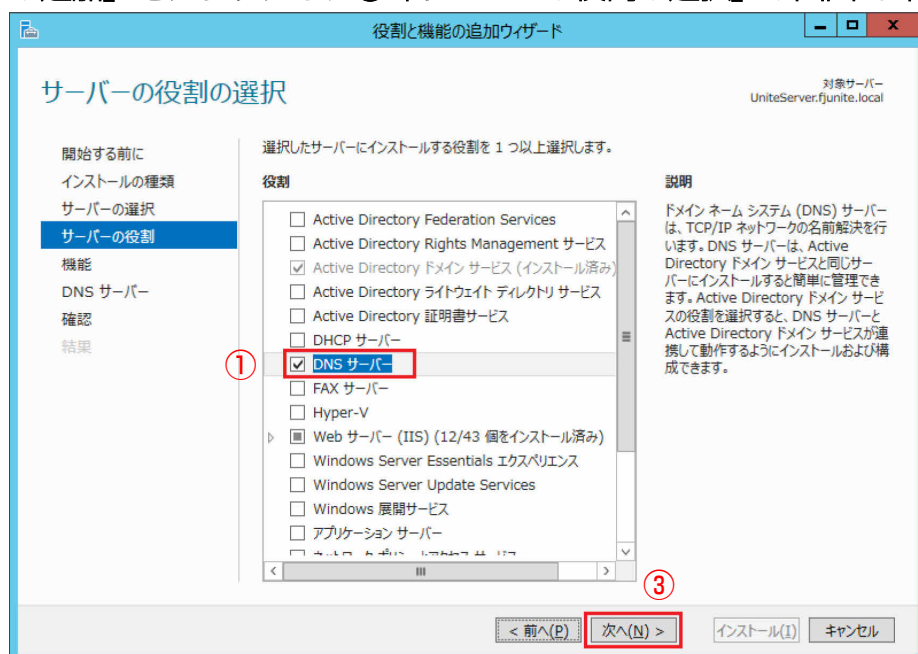 役割と機能の追加ウィザード
サーバーの役割の選択
対象サーバー
UniteServer.fjunite.local
開始する前に
インストールの種類
サーバーの選択
サーバーの役割
機能
DNS サーバー
確認
結果
選択したサーバーにインストールする役割を 1 つ以上選択します。
役割
Active Directory Federation Services
Active Directory Rights Management サービス
Active Directory ドメイン サービス (インストール済み)
Active Directory ライトウェイト ディレクトリ サービス
Active Directory 証明書サービス
DHCP サーバー
①
DNS サーバー
FAX サーバー
Hyper-V
Web サーバー (IIS) (12/43 個をインストール済み)
Windows Server Essentials エクスペリエンス
Windows Server Update Services
Windows 展開サービス
アプリケーション サーバー
説明
ドメイン ネーム システム (DNS) サーバー
は、TCP/IP ネットワークの名前解決を行
います。DNS サーバーは、Active
Directory ドメイン サービスと同じサー
バーにインストールすると簡単に管理でき
ます。Active Directory ドメイン サービ
スの役割を選択すると、DNS サーバーと
Active Directory ドメイン サービスが連
携して動作するようにインストールおよび構
成できます。
③
< 前へ(P)
次へ(N) >
インストール(I)
キャンセル